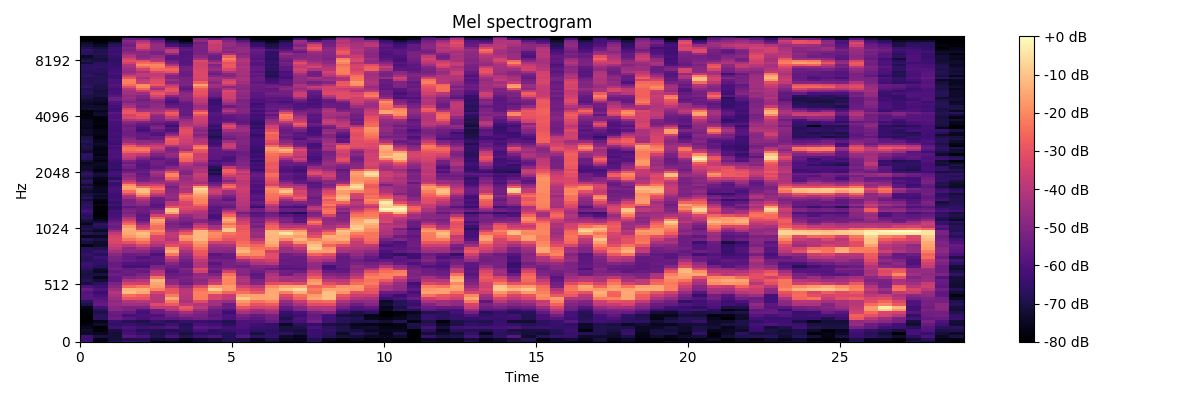 Mel spectrogram
8192
4096
2048
1024
512
0
Hz
0 5 10 15 20 25
Time
+0 dB
-10 dB
-20 dB
-30 dB
-40 dB
-50 dB
-60 dB
-70 dB
-80 dB